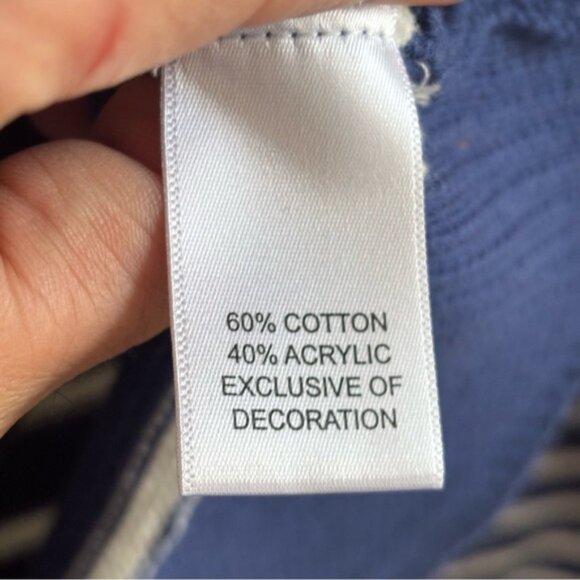 60% COTTON
40% ACRYLIC
EXCLUSIVE OF
DECORATION